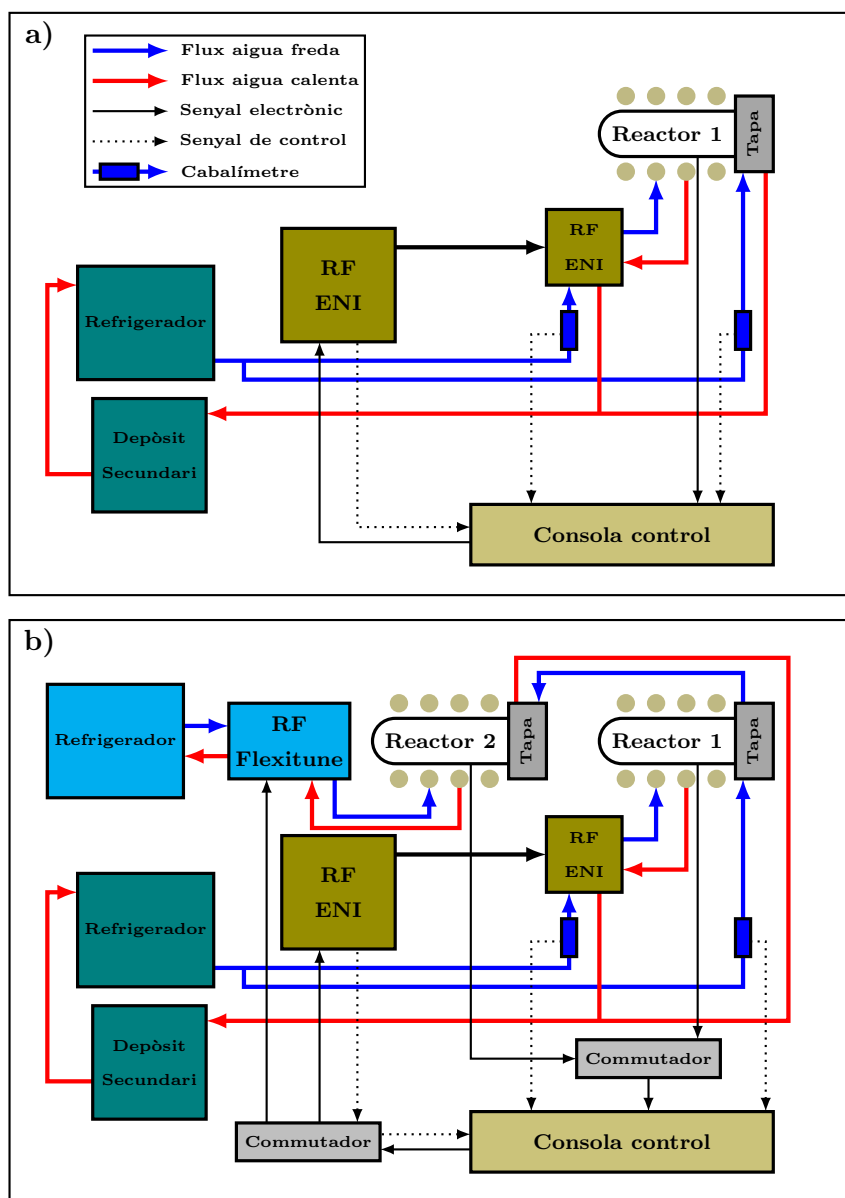 a)
Flux aigua freda
Flux aigua calenta
Senyal electrònic
Senyal de control
Cabalímetre
Reactor 1
Tapa
RF
ENI
RF
ENI
Refrigerador
Depòsit
Secundari
Consola control
b)
Refrigerador
RF
Flexitune
Reactor 2
Tapa
Reactor 1
Tapa
RF
ENI
RF
ENI
Refrigerador
Depòsit
Secundari
Commutador
Commutador
Consola control